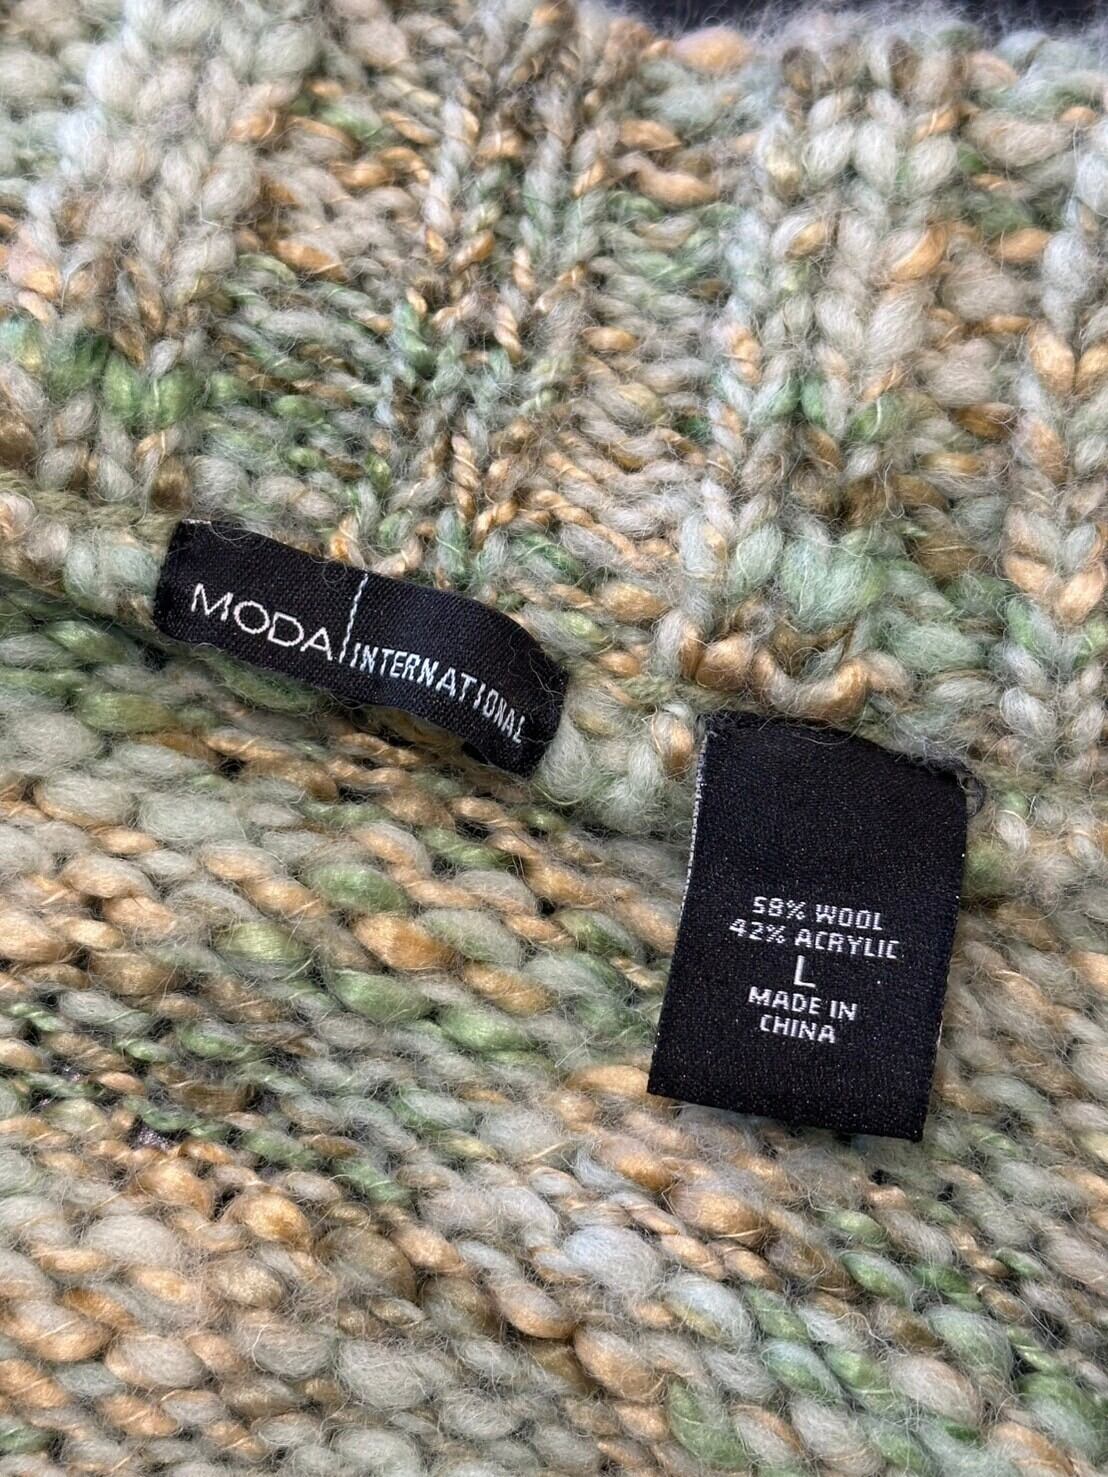 MODA INTERNATIONAL
58% WOOL
42% ACRYLIC
L
MADE IN
CHINA